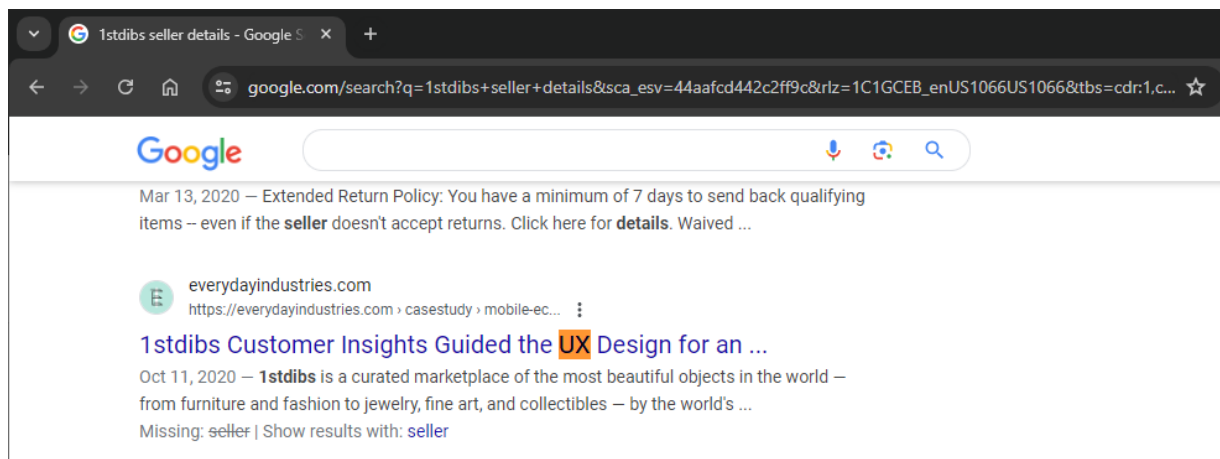 1stdibs seller details - Google S
google.com/search?q=1stdibs+seller+details&sca_esv=44aafcd442c2ff9c&rlz=1C1GCEB_enUS1066US1066&tbs=cdr:1,c...
Google
Mar 13, 2020 — Extended Return Policy: You have a minimum of 7 days to send back qualifying
items -- even if the seller doesn't accept returns. Click here for details. Waived ...
E
everydayindustries.com
https://everydayindustries.com › casestudy › mobile-ec...
1stdibs Customer Insights Guided the UX Design for an ...
Oct 11, 2020 — 1stdibs is a curated marketplace of the most beautiful objects in the world —
from furniture and fashion to jewelry, fine art, and collectibles — by the world's ...
Missing: seller | Show results with: seller